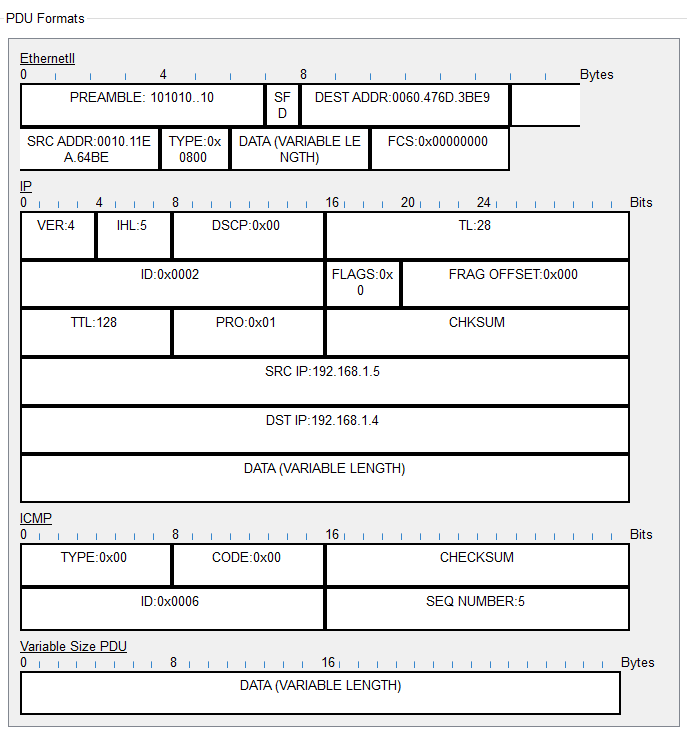 PDU Formats
EthernetII
0 4 8 Bytes
PREAMBLE: 101010..10 SF DEST ADDR:0060.476D.3BE9
D
SRC ADDR:0010.11E TYPE:0x DATA (VARIABLE LE FCS:0x00000000
A.64BE 0800 NGTH)
IP
0 4 8 16 20 24 Bits
VER:4 IHL:5 DSCP:0x00 TL:28
ID:0x0002 FLAGS:0x FRAG OFFSET:0x000
0
TTL:128 PRO:0x01 CHKSUM
SRC IP:192.168.1.5
DST IP:192.168.1.4
DATA (VARIABLE LENGTH)
ICMP
0 8 16 Bits
TYPE:0x00 CODE:0x00 CHECKSUM
ID:0x0006 SEQ NUMBER:5
Variable Size PDU
0 8 16 Bytes
DATA (VARIABLE LENGTH)